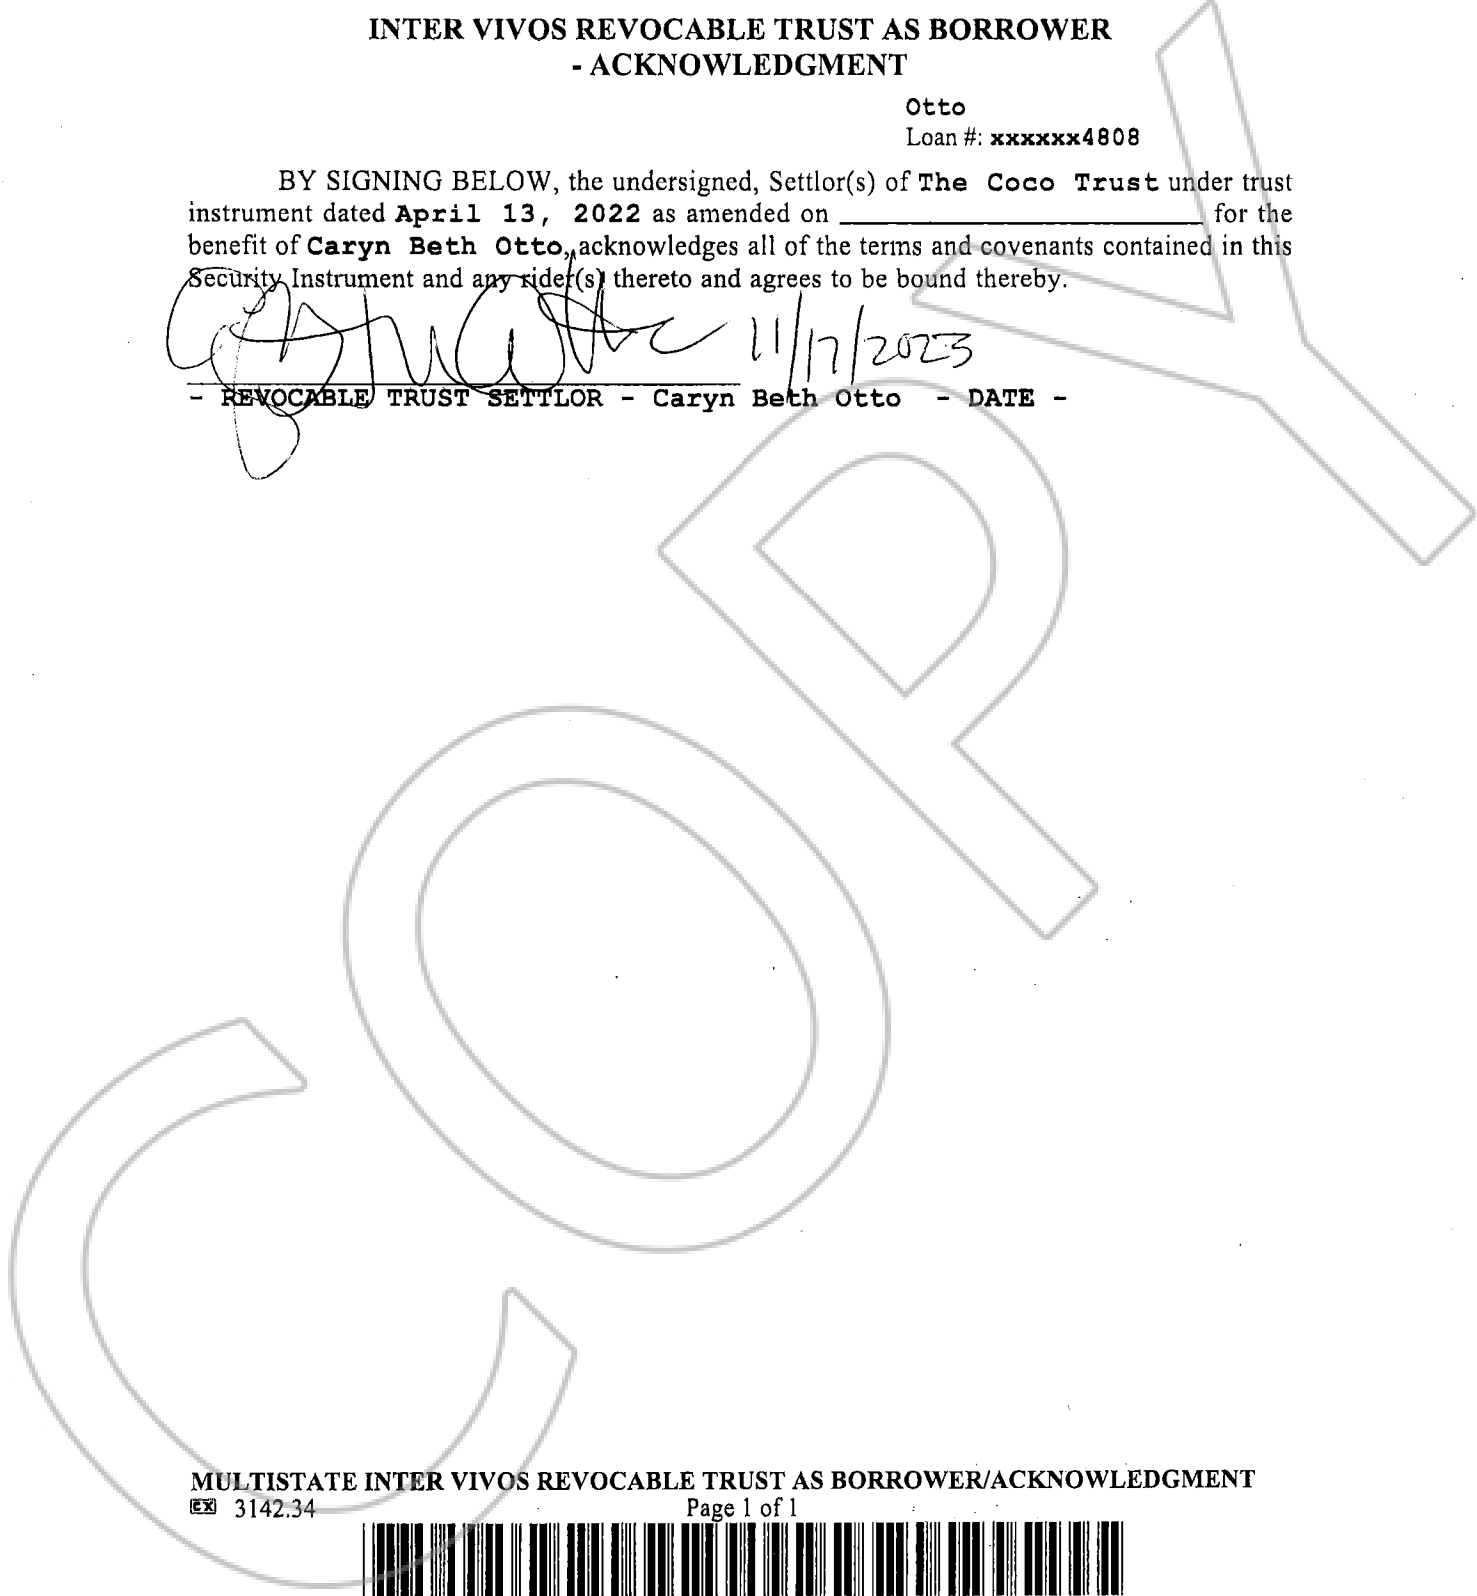 INTER VIVOS REVOCABLE TRUST AS BORROWER
- ACKNOWLEDGMENT
Otto
Loan #: xxxxxx4808
BY SIGNING BELOW, the undersigned, Settlor(s) of The Coco Trust under trust
instrument dated April 13, 2022 as amended on ____________________ for the
benefit of Caryn Beth Otto, acknowledges all of the terms and covenants contained in this
Security Instrument and any rider(s) thereto and agrees to be bound thereby.
11/17/2023
- REVOCABLE TRUST SETTLOR - Caryn Beth Otto - DATE -
COPY
MULTISTATE INTER VIVOS REVOCABLE TRUST AS BORROWER/ACKNOWLEDGMENT
EX 3142.34 Page 1 of 1